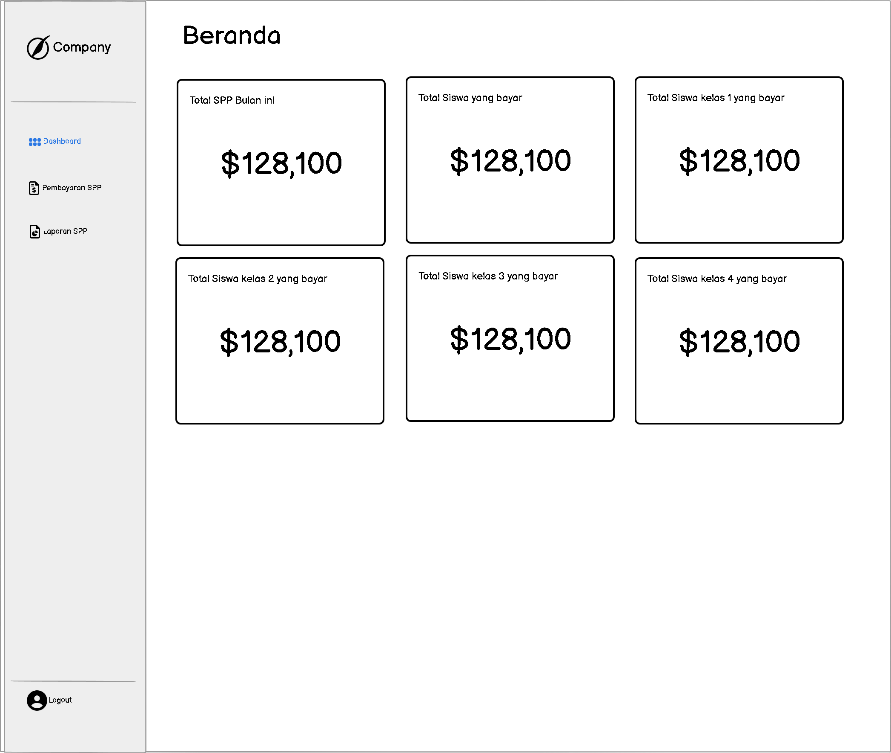 Company
Dashboard
Pembayaran SPP
Laporan SPP
Logout
Beranda
Total SPP Bulan ini
$128,100
Total Siswa yang bayar
$128,100
Total Siswa kelas 1 yang bayar
$128,100
Total Siswa kelas 2 yang bayar
$128,100
Total Siswa kelas 3 yang bayar
$128,100
Total Siswa kelas 4 yang bayar
$128,100